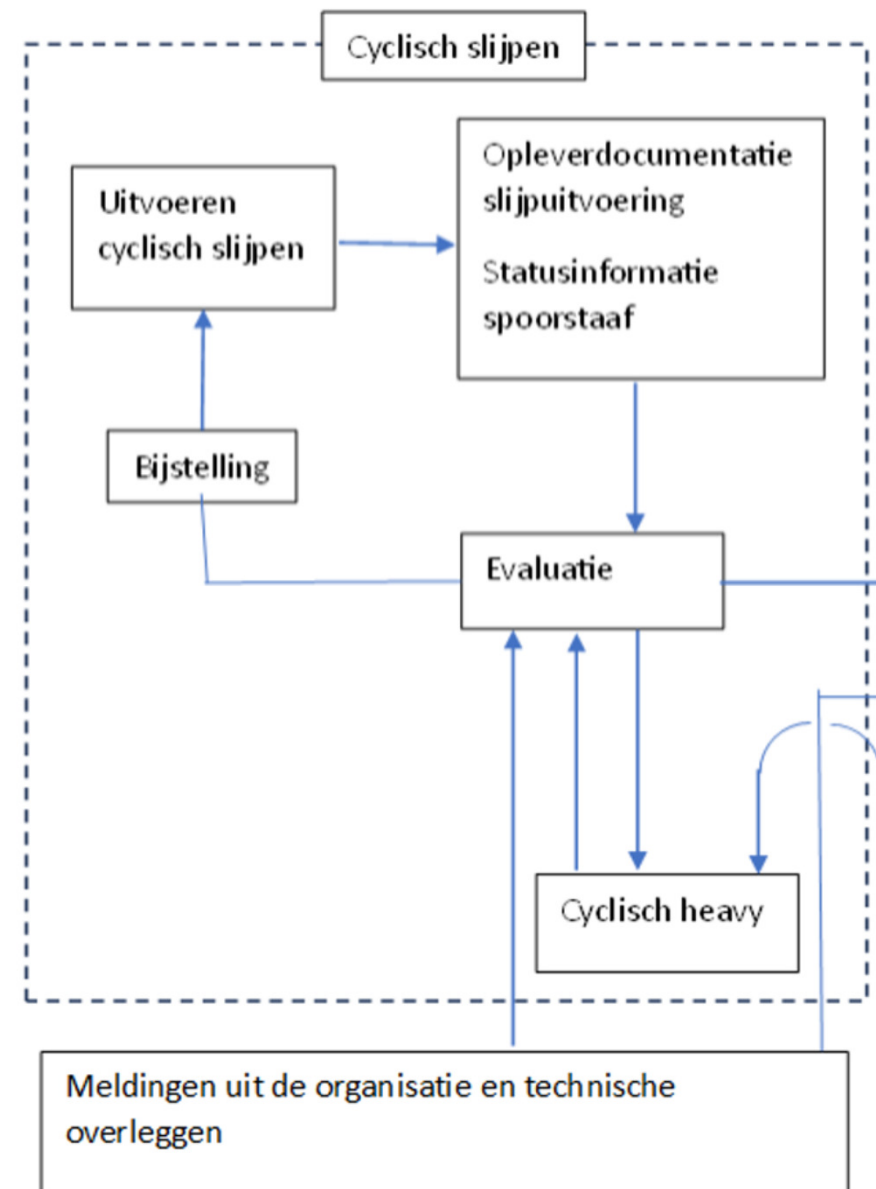 Cyclisch slijpen
Uitvoeren
cyclisch slijpen
Opleverdocumentatie
slijpuitvoering
Statusinformatie
spoorstaaf
Bijstelling
Evaluatie
Cyclisch heavy
Meldingen uit de organisatie en technische
overleggen